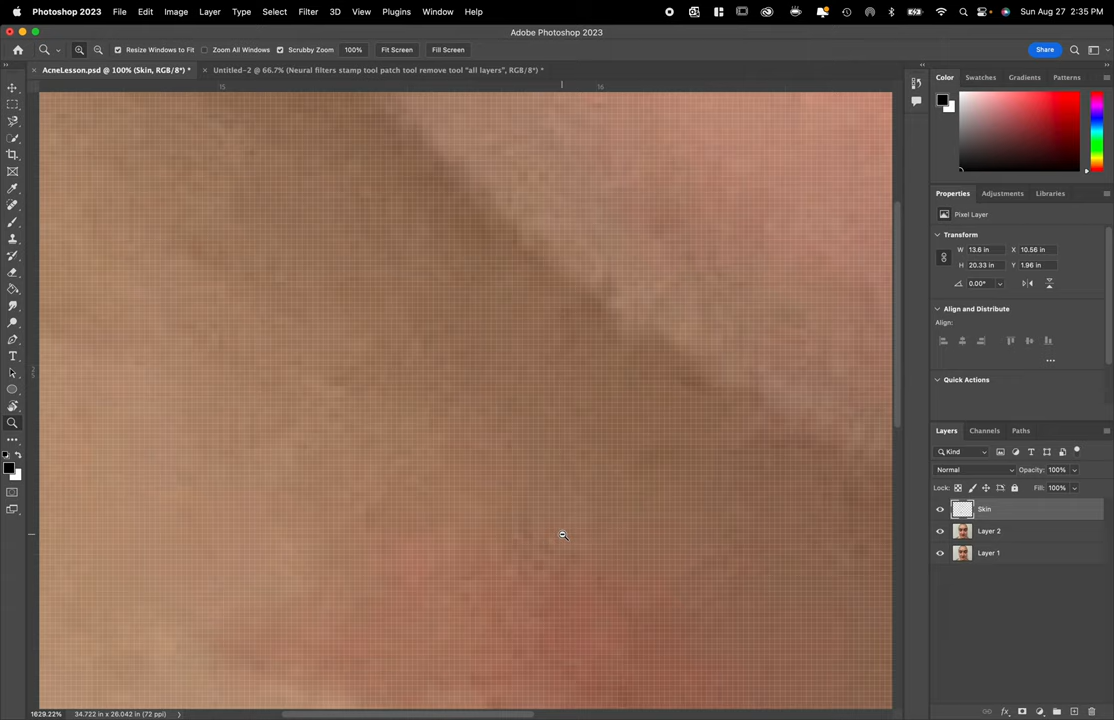 Photoshop 2023 File Edit Image Layer Type Select Filter 3D View Plugins Window Help Sun Aug 27 2:35 PM
Adobe Photoshop 2023
Resize Windows to Fit Zoom All Windows Scrubby Zoom 100% Fit Screen Fill Screen Share
AcneLesson.psd @ 100% (Skin, RGB/8*) * Untitled-2 @ 66.7% (Neural filters stamp tool patch tool remove tool "all layers", RGB/8*) *
15 16
Color Swatches Gradients Patterns
Properties Adjustments Libraries
Pixel Layer
Transform
W 13.6 in X 10.56 in
H 20.33 in Y 1.96 in
0.00°
Align and Distribute
Align:
Quick Actions
Layers Channels Paths
Kind
Normal Opacity: 100%
Lock: Fill: 100%
Skin
Layer 2
Layer 1
1629.22% 34.722 in x 26.042 in (72 ppi)